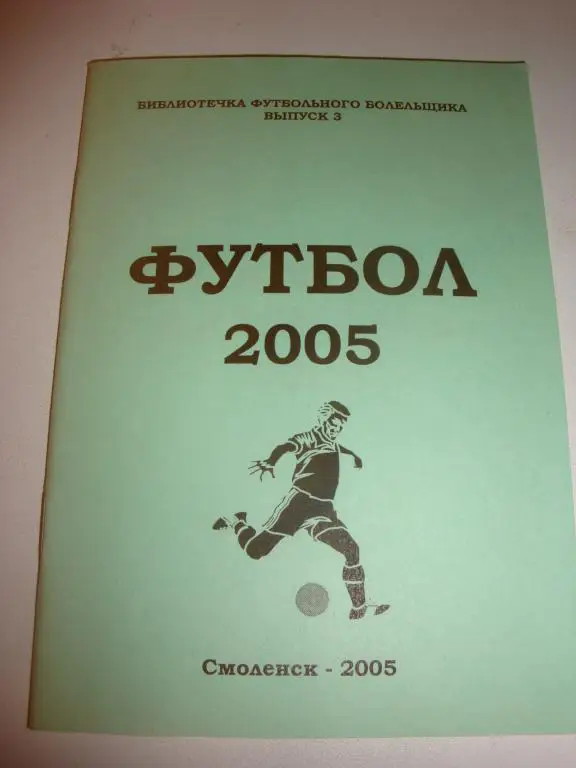 БИБЛИОТЕЧКА ФУТБОЛЬНОГО БОЛЕЛЬЩИКА
ВЫПУСК 3
ФУТБОЛ
2005
Смоленск - 2005